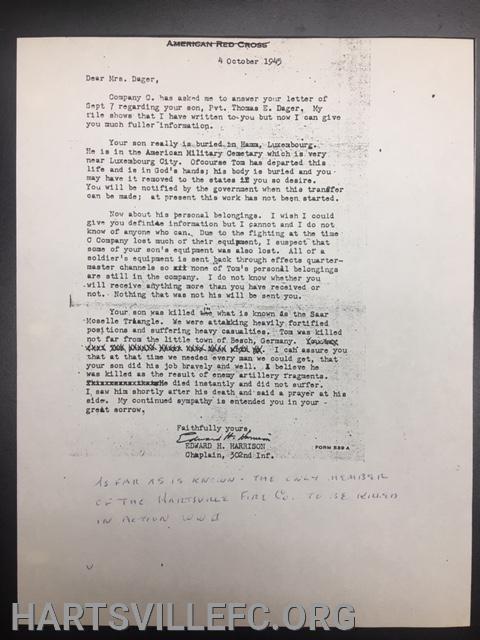 AMERICAN RED CROSS
4 October 1945
Dear Mrs. Dager,
Company C. has asked me to answer your letter of
Sept 7 regarding your son, Pvt. Thomas E. Dager. My
file shows that I have written to you but now I can give
you much fuller information.
Your son really is buried in Hamm, Luxembourg.
He is in the American Military Cemetary which is very
near Luxembourg City. Ofcourse Tom has departed this
life and is in God's hands; his body is buried and you
may have it removed to the states if you so desire.
You will be notified by the government when this transfer
can be made; at present this work has not been started.
Now about his personal belongings. I wish I could
give you definite information but I cannot and I do not
know of anyone who can. Due to the fighting at the time
C Company lost much of their equipment, I suspect that
some of your son's equipment was also lost. All of a
soldier's equipment is sent back through effects quarter-
master channels so none of Tom's personal belongings
are still in the company. I do not know whether you
will receive anything more than you have received or
not. Nothing that was not his will be sent you.
Your son was killed in what is known as the Saar
Moselle Triangle. We were attakking heavily fortified
positions and suffering heavy casualties. Tom was killed
not far from the little town of Besch, Germany.
I can assure you
that at that time we needed every man we could get, that
your son did his job bravely and well. I believe he
was killed as the result of enemy artillery fragments.
He died instantly and did not suffer.
I saw him shortly after his death and said a prayer at his
side. My continued sympathy is entended you in your
great sorrow.
Faithfully yours,
Edward H. Harrison
EDWARD H. HARRISON
Chaplain, 302nd Inf.
FORM 539 A
AS FAR AS IS KNOWN - THE ONLY MEMBER
OF THE HARTSVILLE FIRE CO. TO BE KILLED
IN ACTION WW II
HARTSVILLEFC.ORG